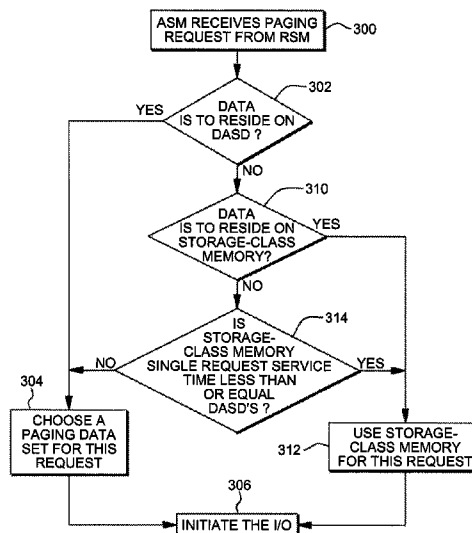 ASM RECEIVES PAGING
REQUEST FROM RSM
300
302
DATA
IS TO RESIDE ON
DASD ?
YES
NO
310
DATA
IS TO RESIDE ON
STORAGE-CLASS
MEMORY?
YES
NO
314
IS
STORAGE-
CLASS MEMORY
SINGLE REQUEST SERVICE
TIME LESS THAN
OR EQUAL
DASD'S ?
NO
YES
304
CHOOSE A
PAGING DATA
SET FOR THIS
REQUEST
312
USE STORAGE-
CLASS MEMORY
FOR THIS REQUEST
306
INITIATE THE I/O